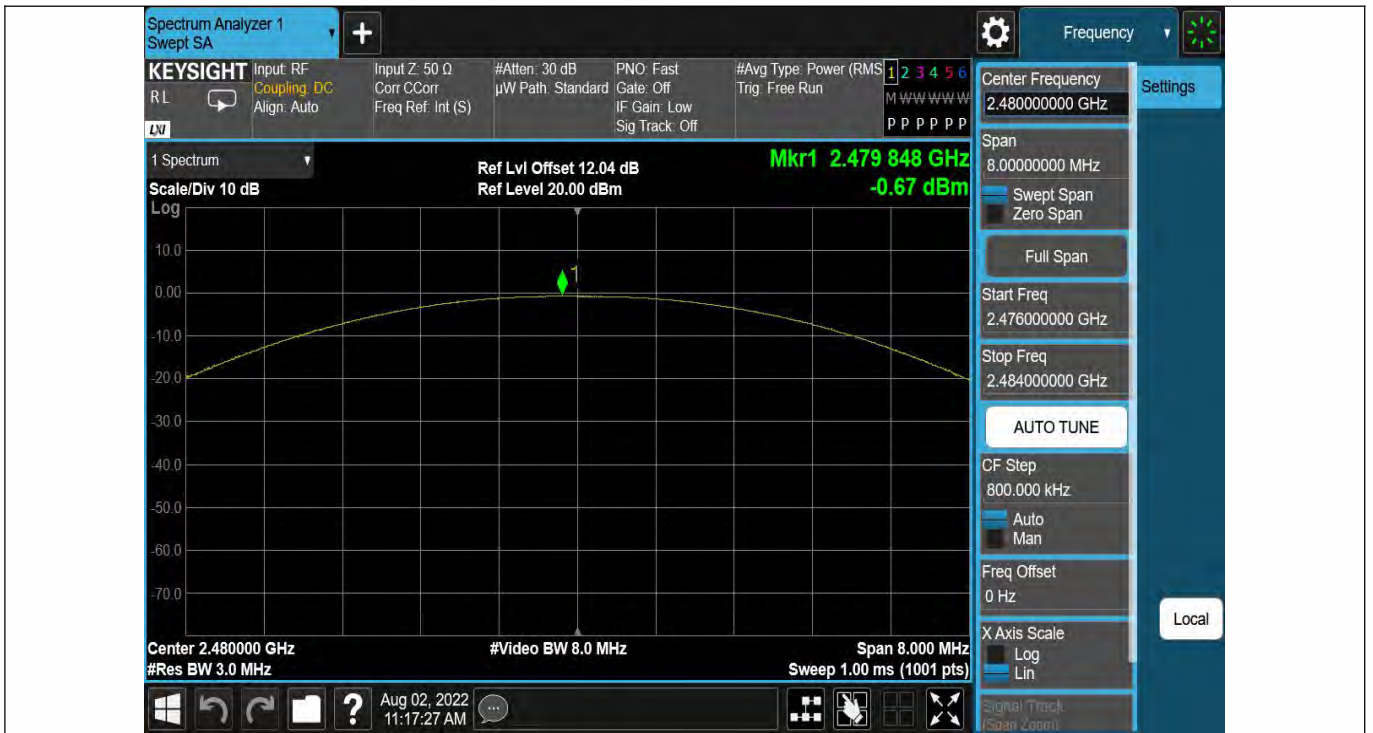 Spectrum Analyzer 1
Swept SA
+
Frequency
KEYSIGHT
RL
LXI
Input: RF
Coupling: DC
Align: Auto
Input Z: 50 Ω
Corr CCorr
Freq Ref: Int (S)
#Atten: 30 dB
µW Path: Standard
PNO: Fast
Gate: Off
IF Gain: Low
Sig Track: Off
#Avg Type: Power (RMS
Trig: Free Run
1 2 3 4 5 6
M W W W W W
P P P P P P
1 Spectrum
Scale/Div 10 dB
Log
Ref Lvl Offset 12.04 dB
Ref Level 20.00 dBm
Mkr1 2.479 848 GHz
-0.67 dBm
10.0
1
0.00
-10.0
-20.0
-30.0
-40.0
-50.0
-60.0
-70.0
Center 2.480000 GHz
#Res BW 3.0 MHz
#Video BW 8.0 MHz
Span 8.000 MHz
Sweep 1.00 ms (1001 pts)
Center Frequency
2.480000000 GHz
Settings
Span
8.00000000 MHz
Swept Span
Zero Span
Full Span
Start Freq
2.476000000 GHz
Stop Freq
2.484000000 GHz
AUTO TUNE
CF Step
800.000 kHz
Auto
Man
Freq Offset
0 Hz
X Axis Scale
Log
Lin
Signal Track
(Span Zoom)
Local
?
Aug 02, 2022
11:17:27 AM